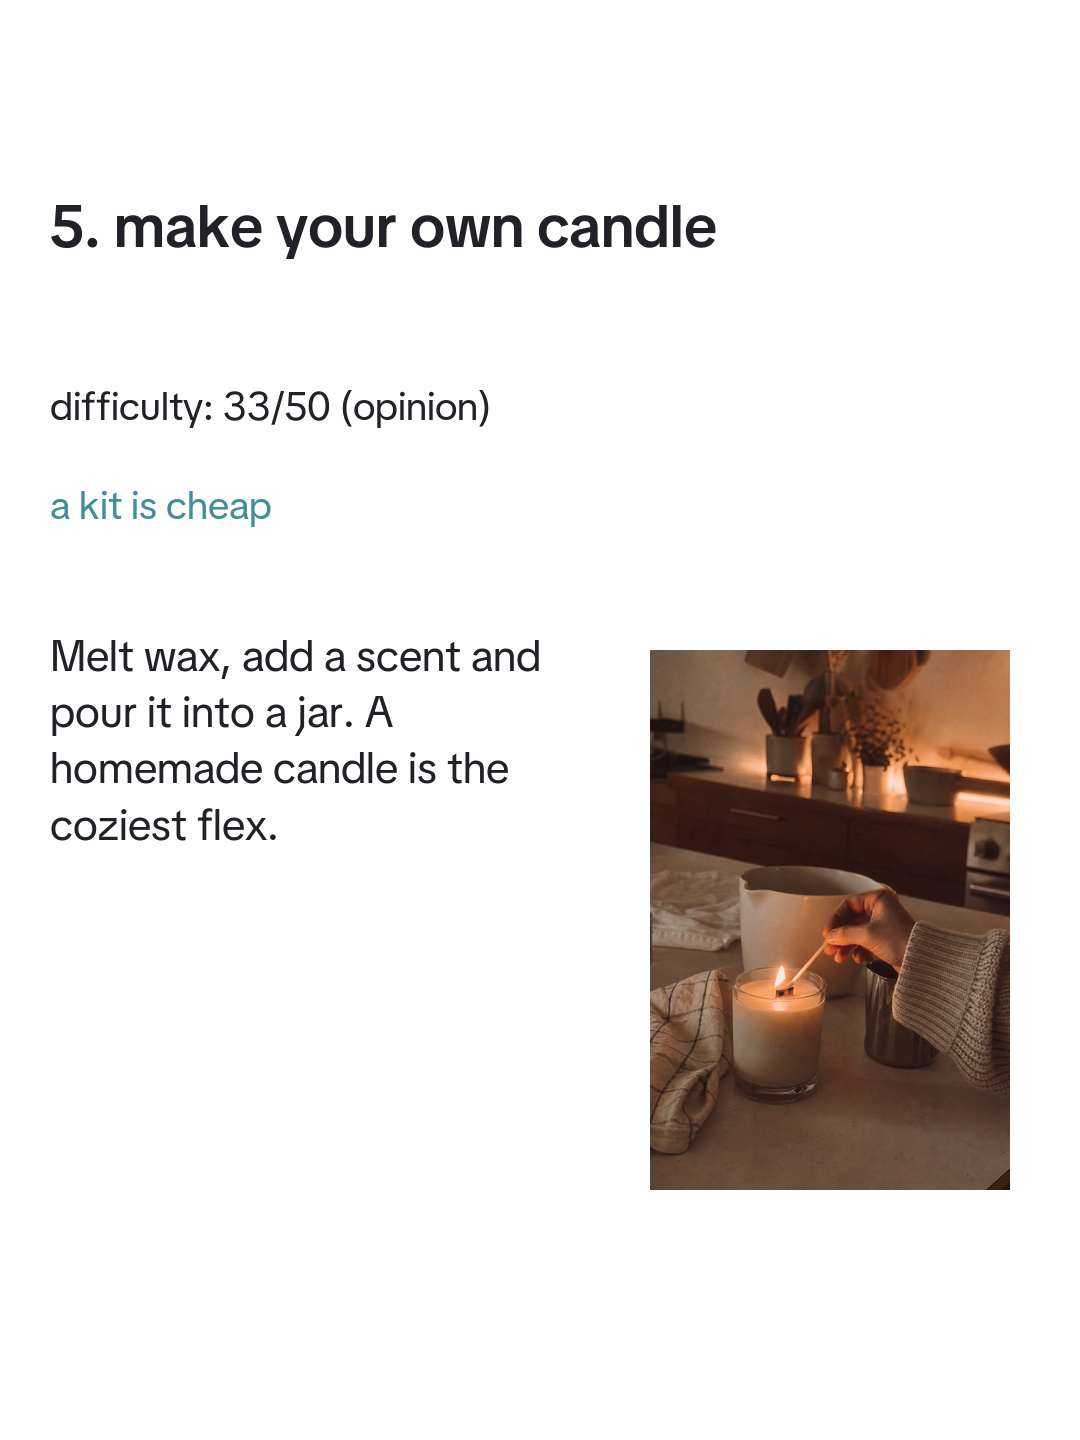 5. make your own candle
difficulty: 33/50 (opinion)
a kit is cheap
Melt wax, add a scent and
pour it into a jar. A
homemade candle is the
coziest flex.